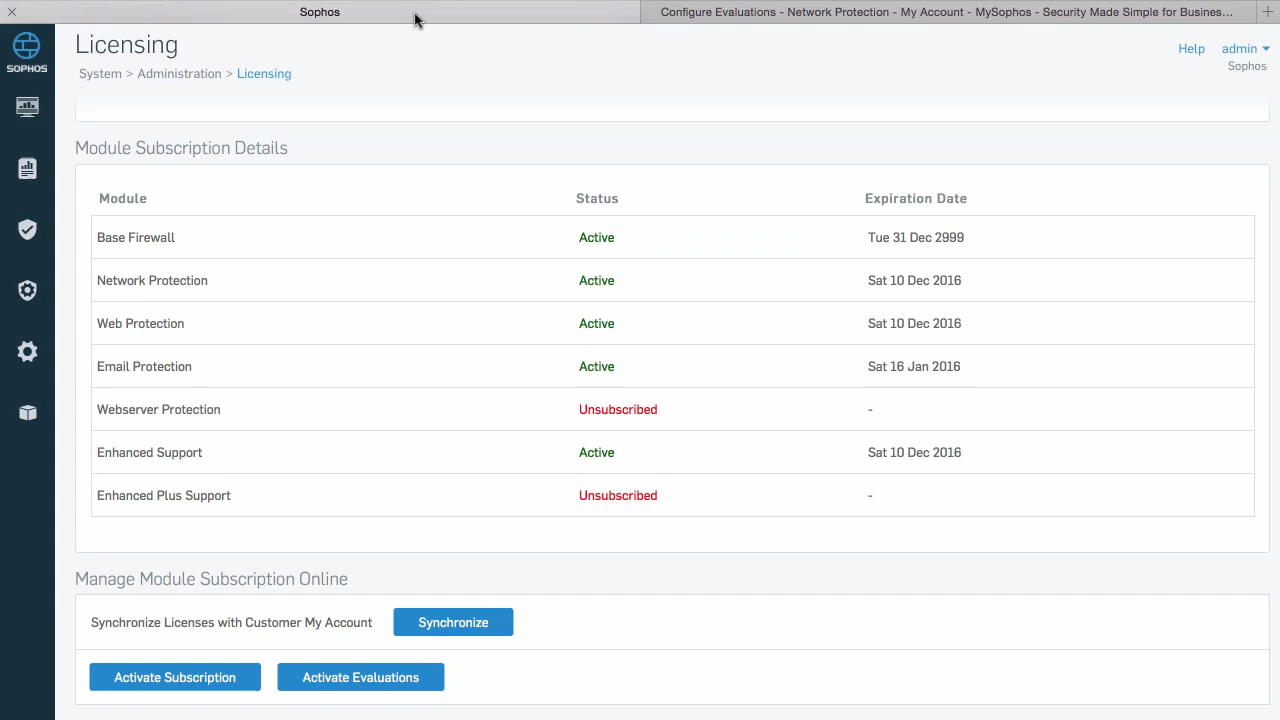 Sophos
Configure Evaluations - Network Protection - My Account - MySophos - Security Made Simple for Busines...
SOPHOS
Licensing
System > Administration > Licensing
Help
admin
Sophos
Module Subscription Details
Module Status Expiration Date
Base Firewall Active Tue 31 Dec 2999
Network Protection Active Sat 10 Dec 2016
Web Protection Active Sat 10 Dec 2016
Email Protection Active Sat 16 Jan 2016
Webserver Protection Unsubscribed -
Enhanced Support Active Sat 10 Dec 2016
Enhanced Plus Support Unsubscribed -
Manage Module Subscription Online
Synchronize Licenses with Customer My Account Synchronize
Activate Subscription Activate Evaluations